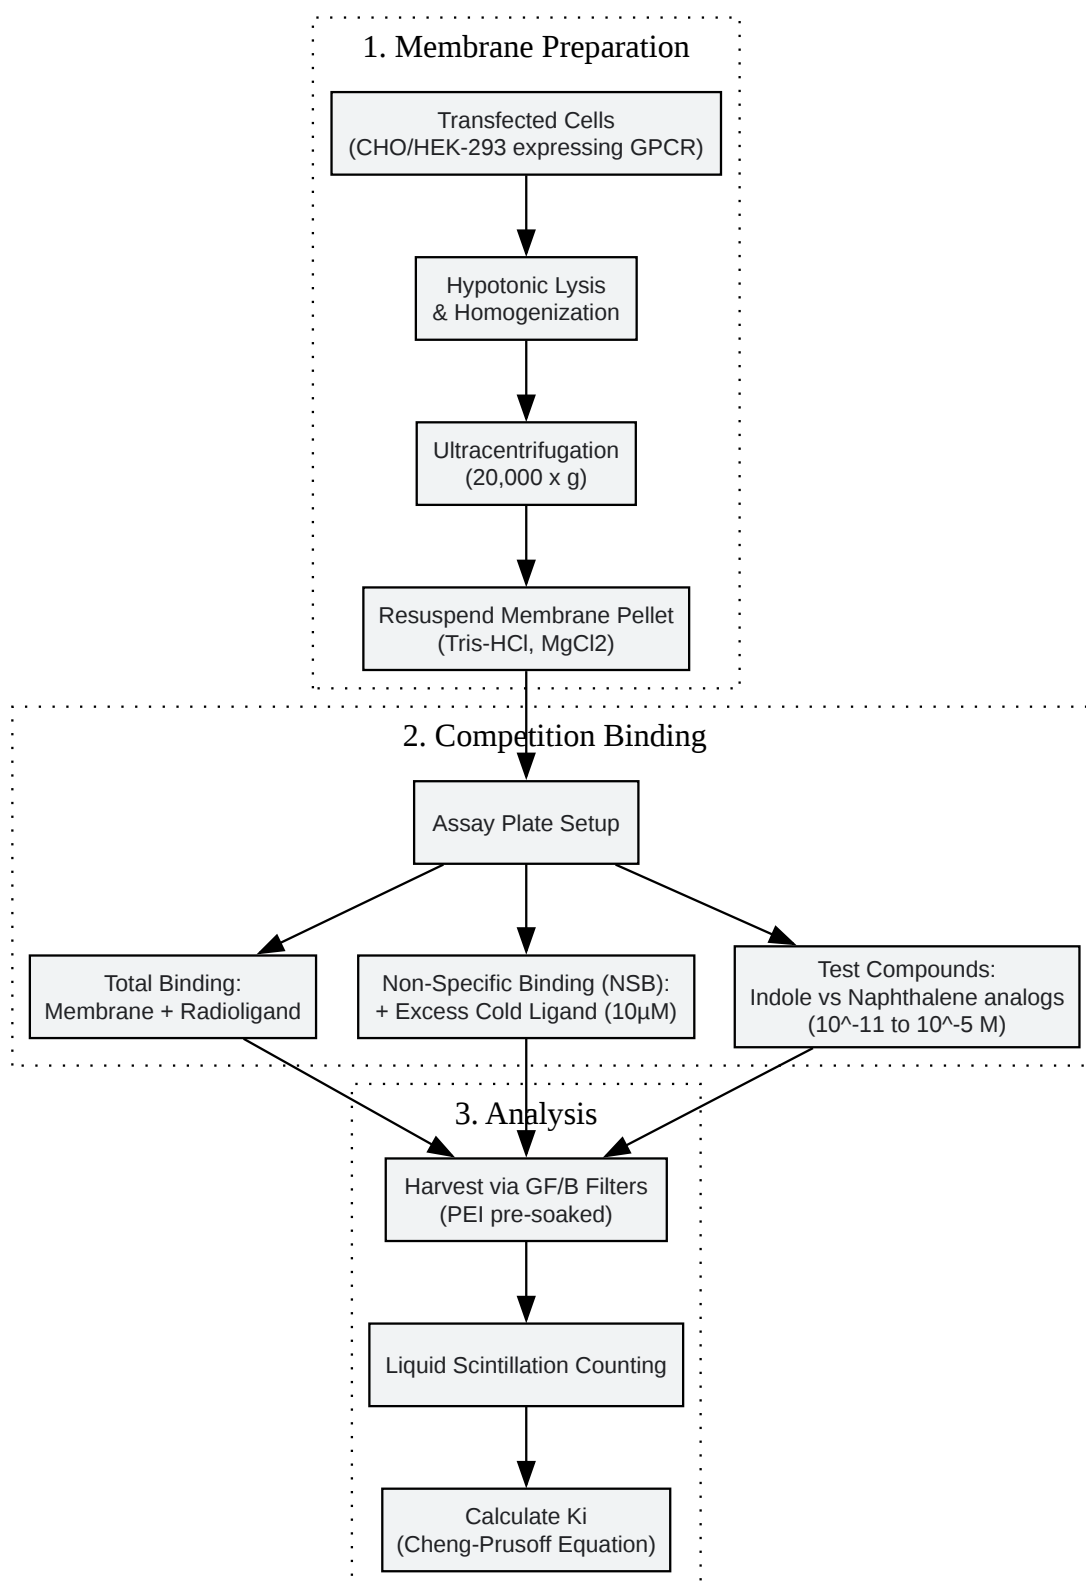 1. Membrane Preparation
Transfected Cells
(CHO/HEK-293 expressing GPCR)
Hypotonic Lysis
& Homogenization
Ultracentrifugation
(20,000 x g)
Resuspend Membrane Pellet
(Tris-HCl, MgCl2)
2. Competition Binding
Assay Plate Setup
Total Binding:
Membrane + Radioligand
Non-Specific Binding (NSB):
+ Excess Cold Ligand (10µM)
Test Compounds:
Indole vs Naphthalene analogs
(10^-11 to 10^-5 M)
3. Analysis
Harvest via GF/B Filters
(PEI pre-soaked)
Liquid Scintillation Counting
Calculate Ki
(Cheng-Prusoff Equation)